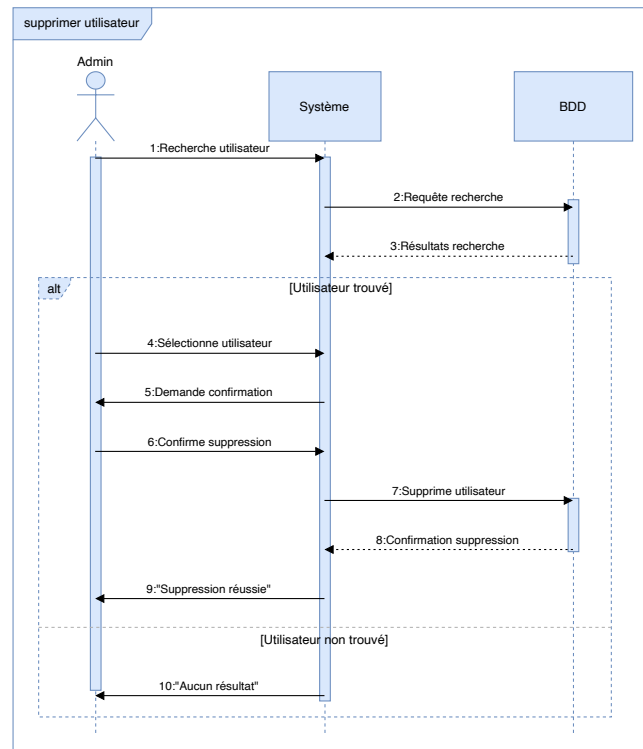 supprimer utilisateur
Admin
Système
BDD
1:Recherche utilisateur
2:Requête recherche
3:Résultats recherche
alt
[Utilisateur trouvé]
4:Sélectionne utilisateur
5:Demande confirmation
6:Confirme suppression
7:Supprime utilisateur
8:Confirmation suppression
9:"Suppression réussie"
[Utilisateur non trouvé]
10:"Aucun résultat"